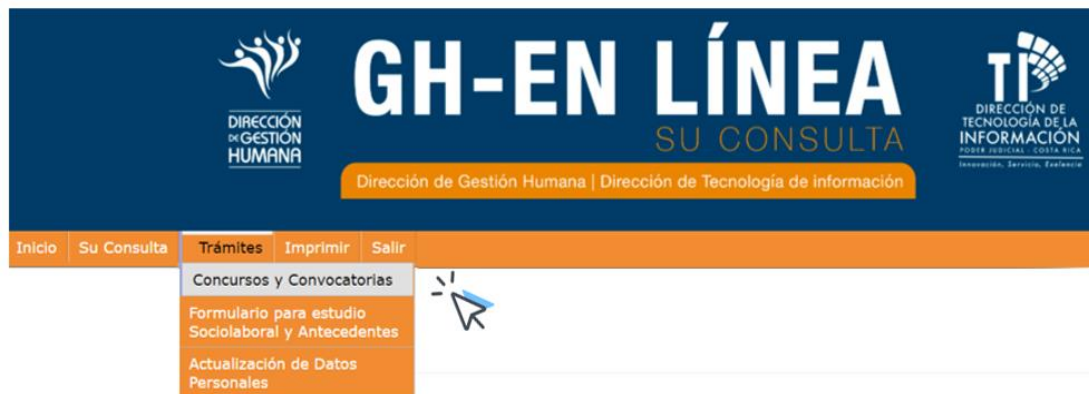 DIRECCIÓN
DE GESTIÓN
HUMANA
GH-EN LÍNEA
SU CONSULTA
Dirección de Gestión Humana | Dirección de Tecnología de información
TI
DIRECCIÓN DE
TECNOLOGÍA DE LA
INFORMACIÓN
PODER JUDICIAL - COSTA RICA
Innovación, Servicio, Exelencia
Inicio Su Consulta Trámites Imprimir Salir
Concursos y Convocatorias
Formulario para estudio
Sociolaboral y Antecedentes
Actualización de Datos
Personales